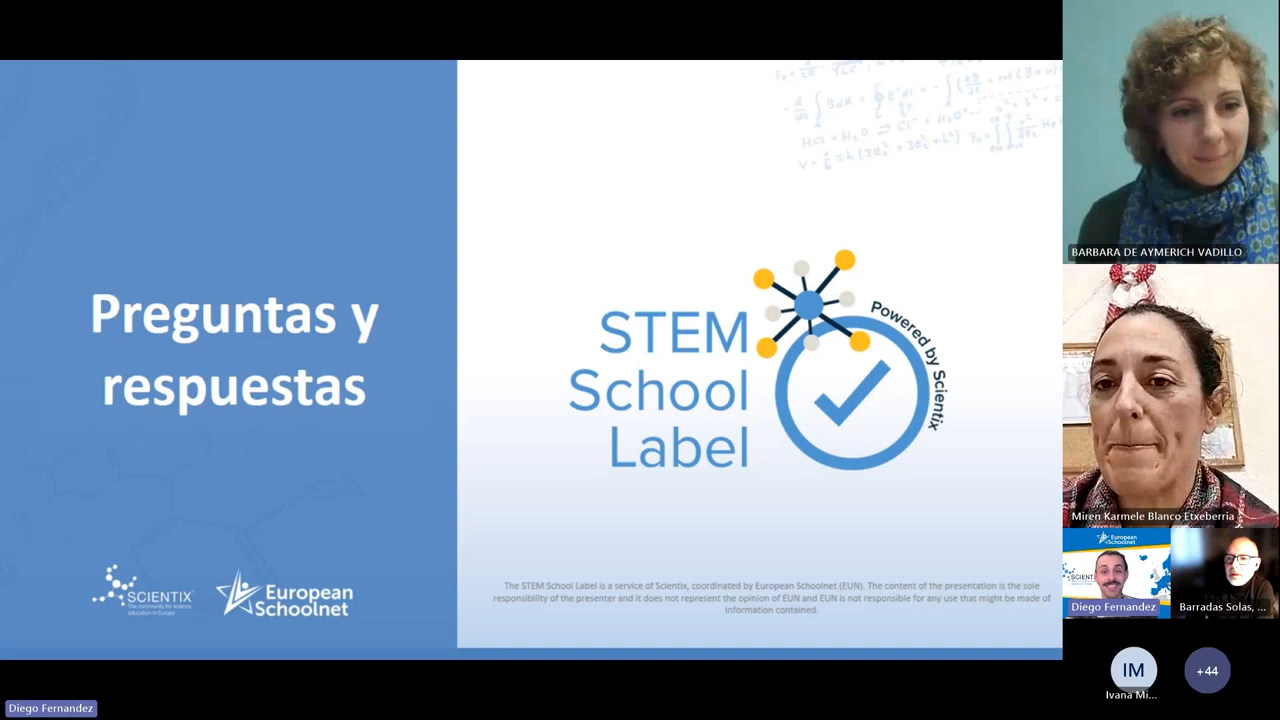 Preguntas y
respuestas
SCIENTIX
The community for science
education in Europe
European
Schoolnet
STEM
School
Label
Powered by Scientix
The STEM School Label is a service of Scientix, coordinated by European Schoolnet (EUN). The content of the presentation is the sole
responsibility of the presenter and it does not represent the opinion of EUN and EUN is not responsible for any use that might be made of
information contained.
BARBARA DE AYMERICH VADILLO
Miren Karmele Blanco Etxeberria
European
Schoolnet
Diego Fernandez
Barradas Solas, ...
IM
Ivana Mi...
+44
Diego Fernandez